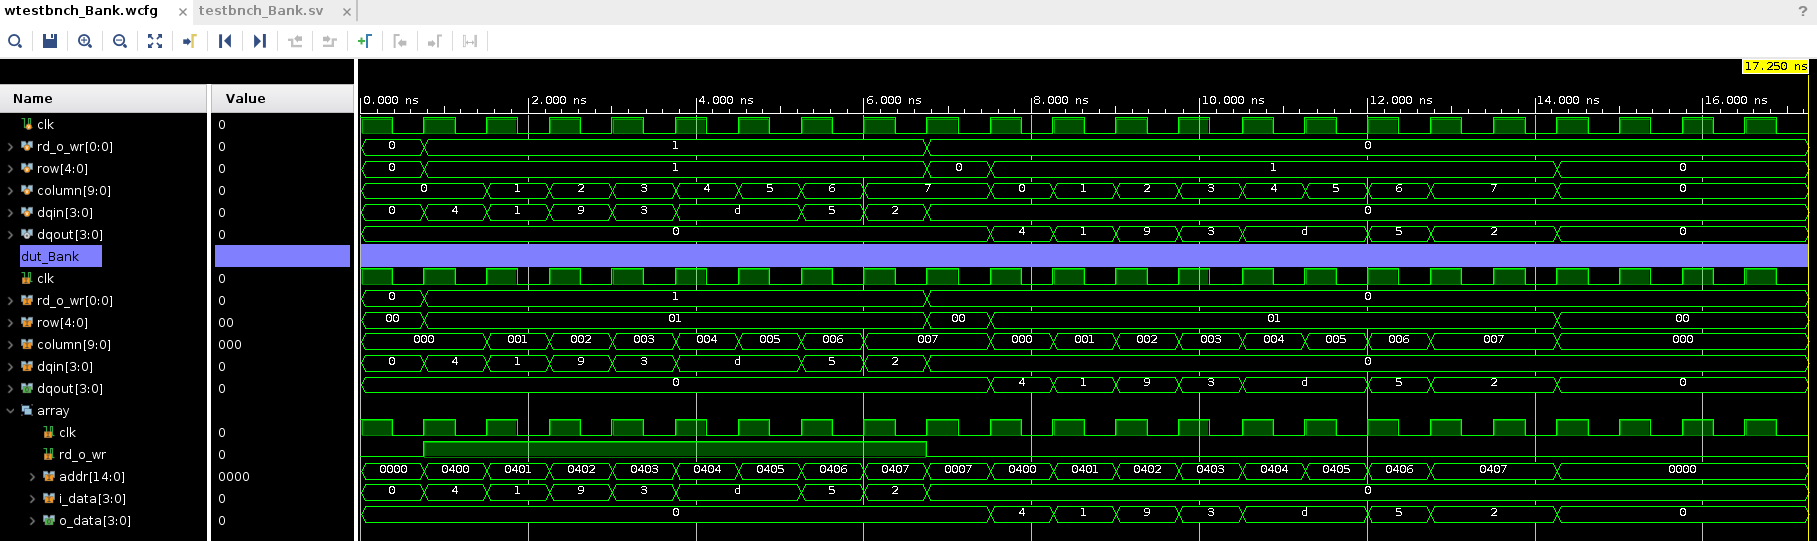 wtestbnch_Bank.wcfg × testbnch_Bank.sv × ?
17.250 ns
Name Value 0.000 ns 2.000 ns 4.000 ns 6.000 ns 8.000 ns 10.000 ns 12.000 ns 14.000 ns 16.000 ns
clk 0
rd_o_wr[0:0] 0 0 1 0
row[4:0] 0 0 1 0 1 0
column[9:0] 0 0 1 2 3 4 5 6 7 0 1 2 3 4 5 6 7 0
dqin[3:0] 0 0 4 1 9 3 d 5 2 0
dqout[3:0] 0 0 4 1 9 3 d 5 2 0
dut_Bank
clk 0
rd_o_wr[0:0] 0 0 1 0
row[4:0] 00 00 01 00 01 00
column[9:0] 000 000 001 002 003 004 005 006 007 000 001 002 003 004 005 006 007 000
dqin[3:0] 0 0 4 1 9 3 d 5 2 0
dqout[3:0] 0 0 4 1 9 3 d 5 2 0
array
clk 0
rd_o_wr 0
addr[14:0] 0000 0000 0400 0401 0402 0403 0404 0405 0406 0407 0007 0400 0401 0402 0403 0404 0405 0406 0407 0000
i_data[3:0] 0 0 4 1 9 3 d 5 2 0
o_data[3:0] 0 0 4 1 9 3 d 5 2 0